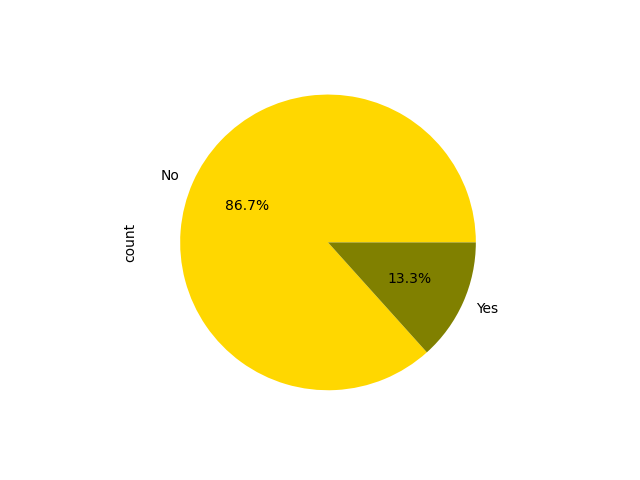 No
86.7%
count
13.3%
Yes